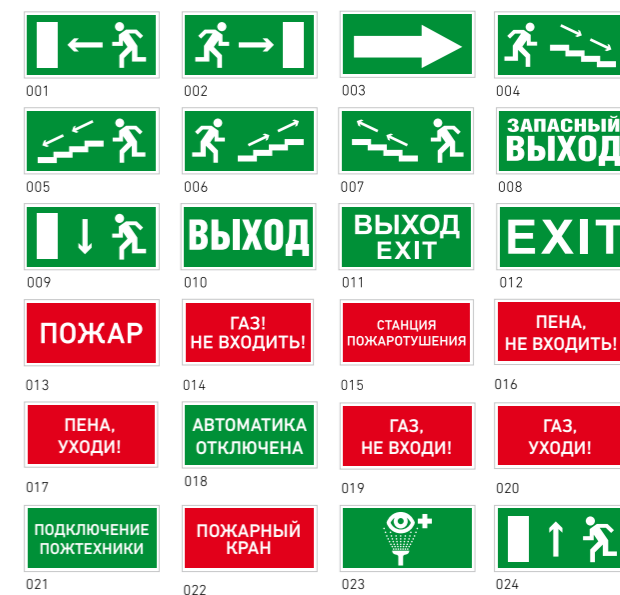 001
002
003
004
ЗАПАСНЫЙ
ВЫХОД
005
006
007
008
ВЫХОД
ВЫХОД
EXIT
EXIT
009
010
011
012
ПОЖАР
ГАЗ!
НЕ ВХОДИТЬ!
СТАНЦИЯ
ПОЖАРОТУШЕНИЯ
ПЕНА,
НЕ ВХОДИТЬ!
013
014
015
016
ПЕНА,
УХОДИ!
АВТОМАТИКА
ОТКЛЮЧЕНА
ГАЗ,
НЕ ВХОДИ!
ГАЗ,
УХОДИ!
017
018
019
020
ПОДКЛЮЧЕНИЕ
ПОЖТЕХНИКИ
ПОЖАРНЫЙ
КРАН
021
022
023
024